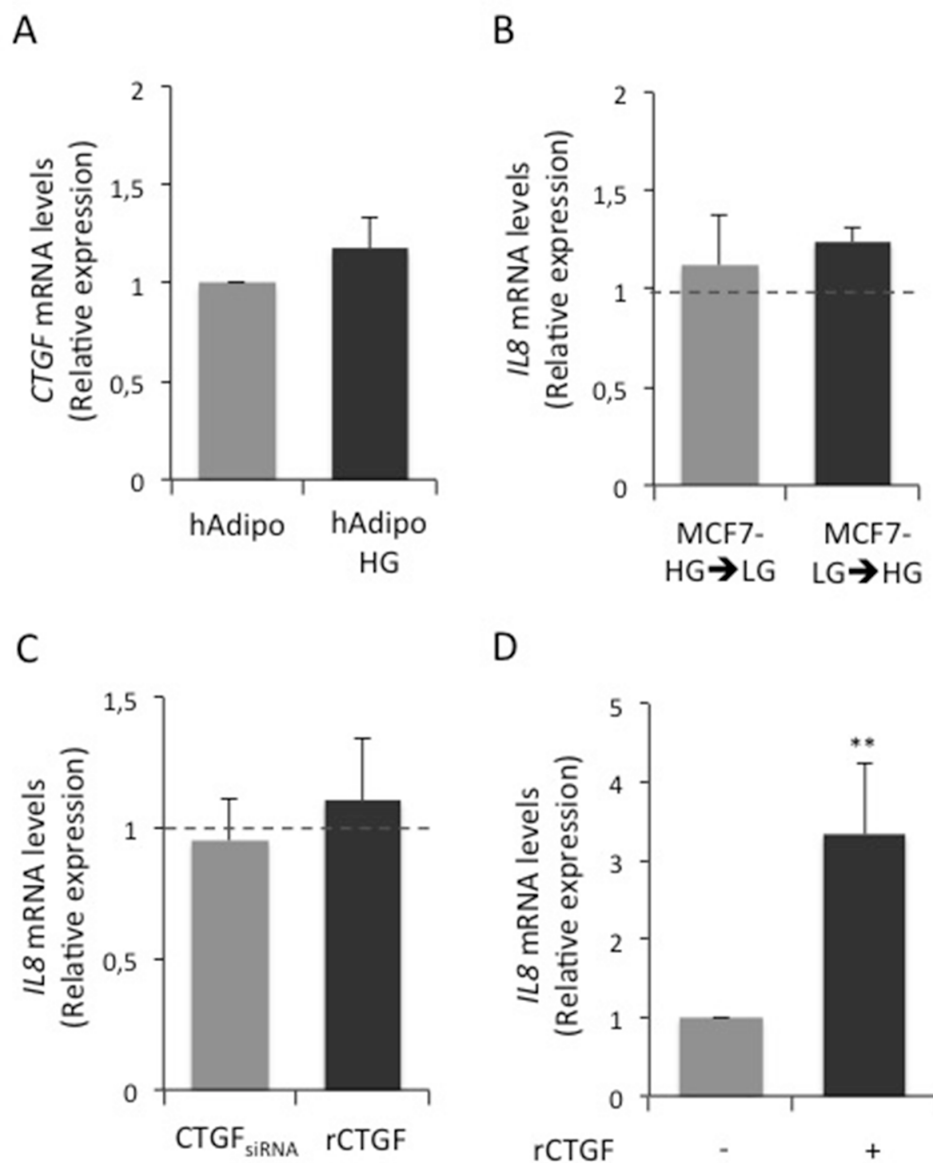 A
CTGF mRNA levels
(Relative expression)
2
1,5
1
0,5
0
hAdipo
hAdipo
HG
B
IL8 mRNA levels
(Relative expression)
2
1,5
1
0,5
0
MCF7-
HG➔LG
MCF7-
LG➔HG
C
IL8 mRNA levels
(Relative expression)
1,5
1
0,5
0
CTGFsiRNA
rCTGF
D
IL8 mRNA levels
(Relative expression)
5
4
3
2
1
0
**
rCTGF - +